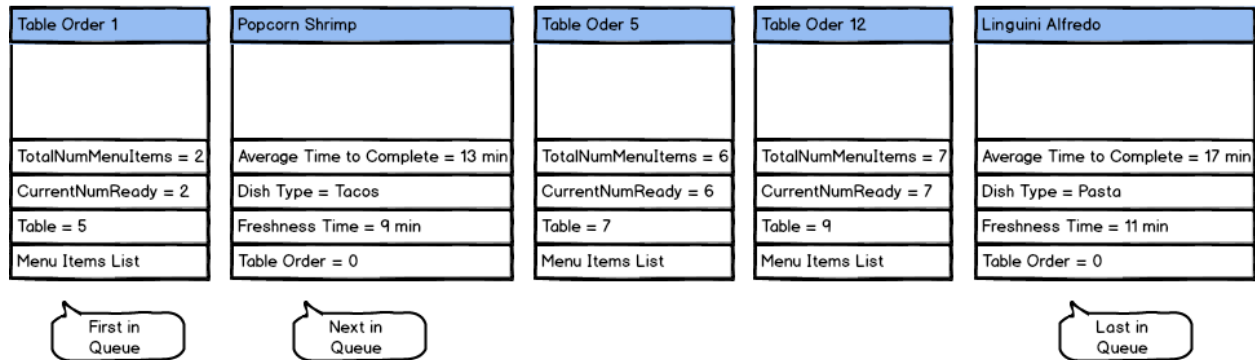 Table Order 1
TotalNumMenuItems = 2
CurrentNumReady = 2
Table = 5
Menu Items List
First in
Queue
Popcorn Shrimp
Average Time to Complete = 13 min
Dish Type = Tacos
Freshness Time = 9 min
Table Order = 0
Next in
Queue
Table Oder 5
TotalNumMenuItems = 6
CurrentNumReady = 6
Table = 7
Menu Items List
Table Oder 12
TotalNumMenuItems = 7
CurrentNumReady = 7
Table = 9
Menu Items List
Linguini Alfredo
Average Time to Complete = 17 min
Dish Type = Pasta
Freshness Time = 11 min
Table Order = 0
Last in
Queue